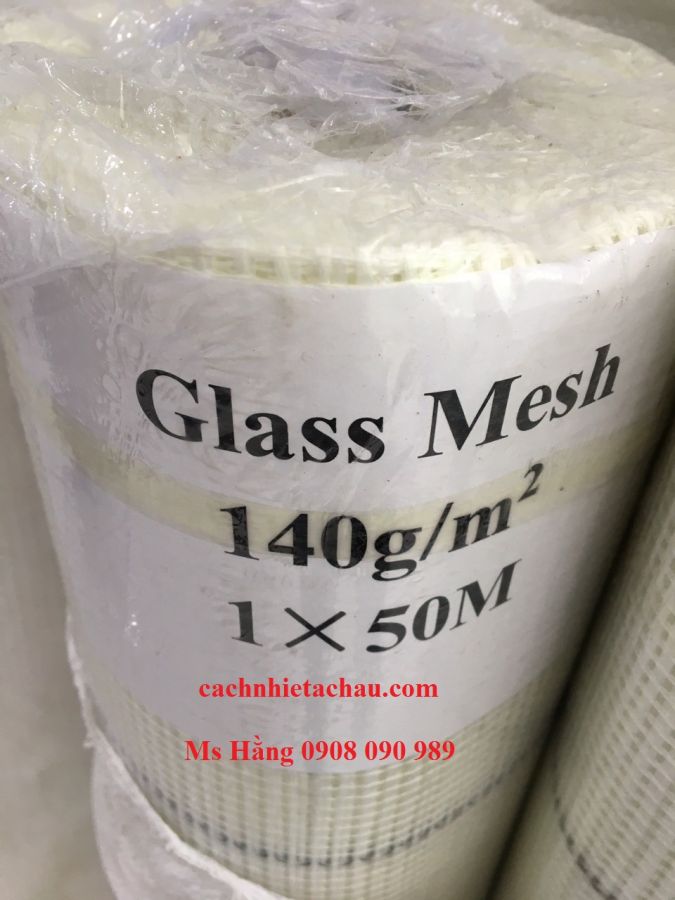 Glass Mesh
140g/m²
1×50M
cachnhietachau.com
Ms Hằng 0908 090 989